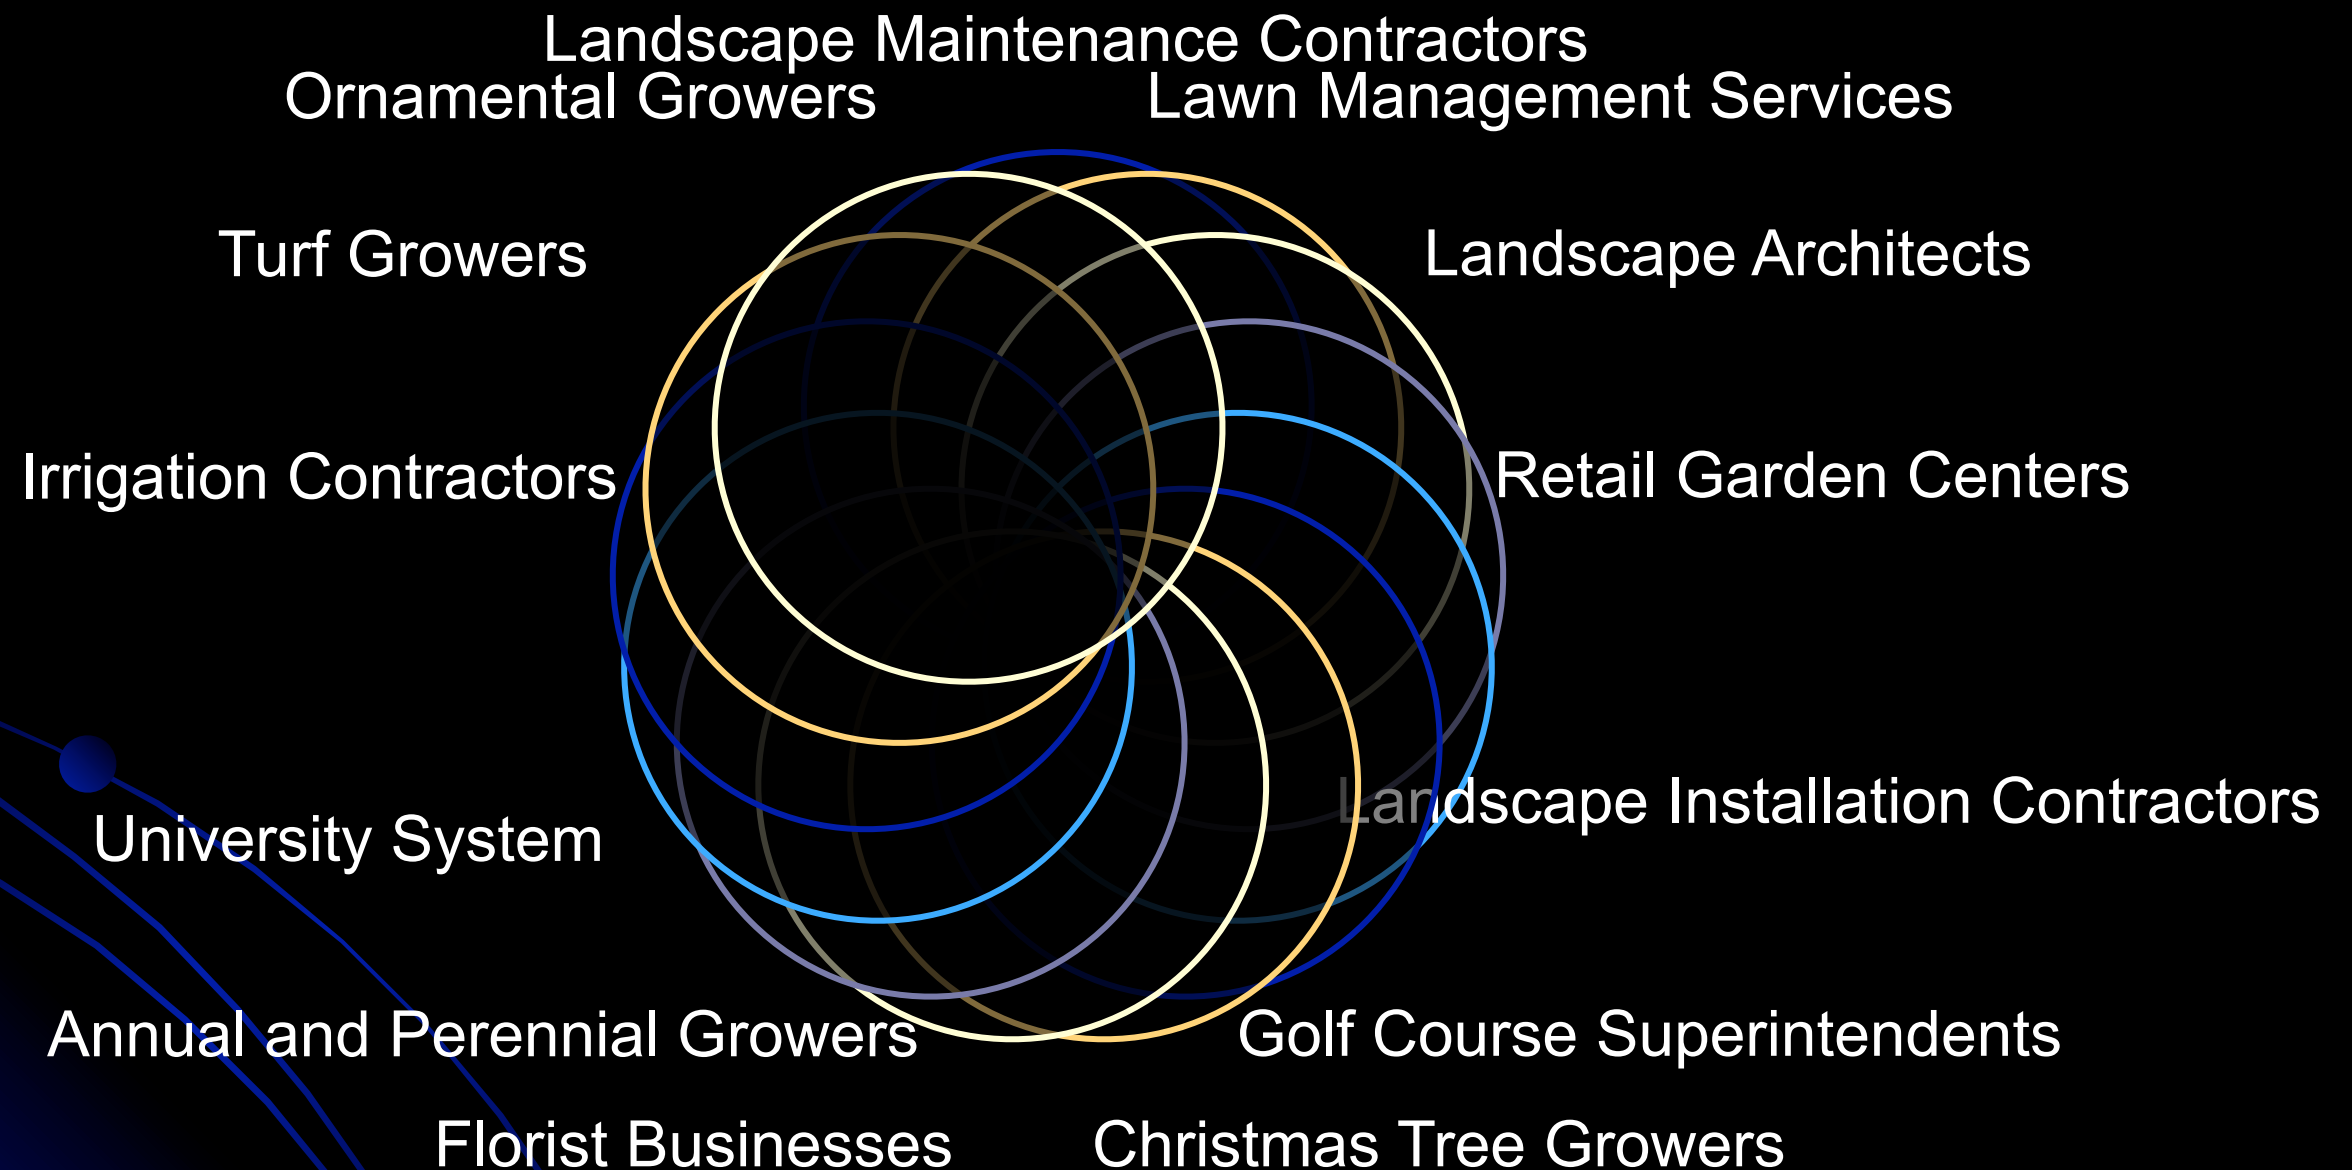 Landscape Maintenance Contractors
Ornamental Growers
Lawn Management Services
Turf Growers
Landscape Architects
Irrigation Contractors
Retail Garden Centers
Landscape Installation Contractors
University System
Annual and Perennial Growers
Golf Course Superintendents
Florist Businesses
Christmas Tree Growers